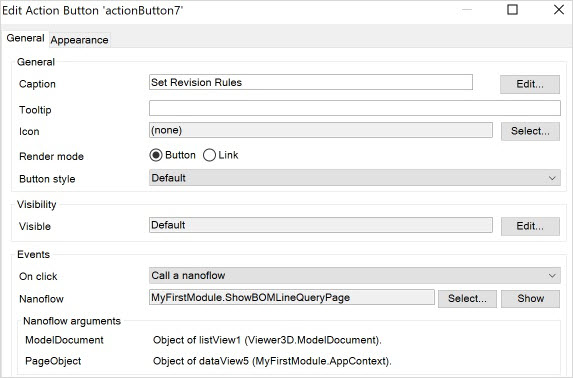 Edit Action Button 'actionButton7'
General Appearance
General
Caption Set Revision Rules Edit...
Tooltip
Icon (none) Select...
Render mode Button Link
Button style Default
Visibility
Visible Default Edit...
Events
On click Call a nanoflow
Nanoflow MyFirstModule.ShowBOMLineQueryPage Select... Show
Nanoflow arguments
ModelDocument Object of listView1 (Viewer3D.ModelDocument).
PageObject Object of dataView5 (MyFirstModule.AppContext).